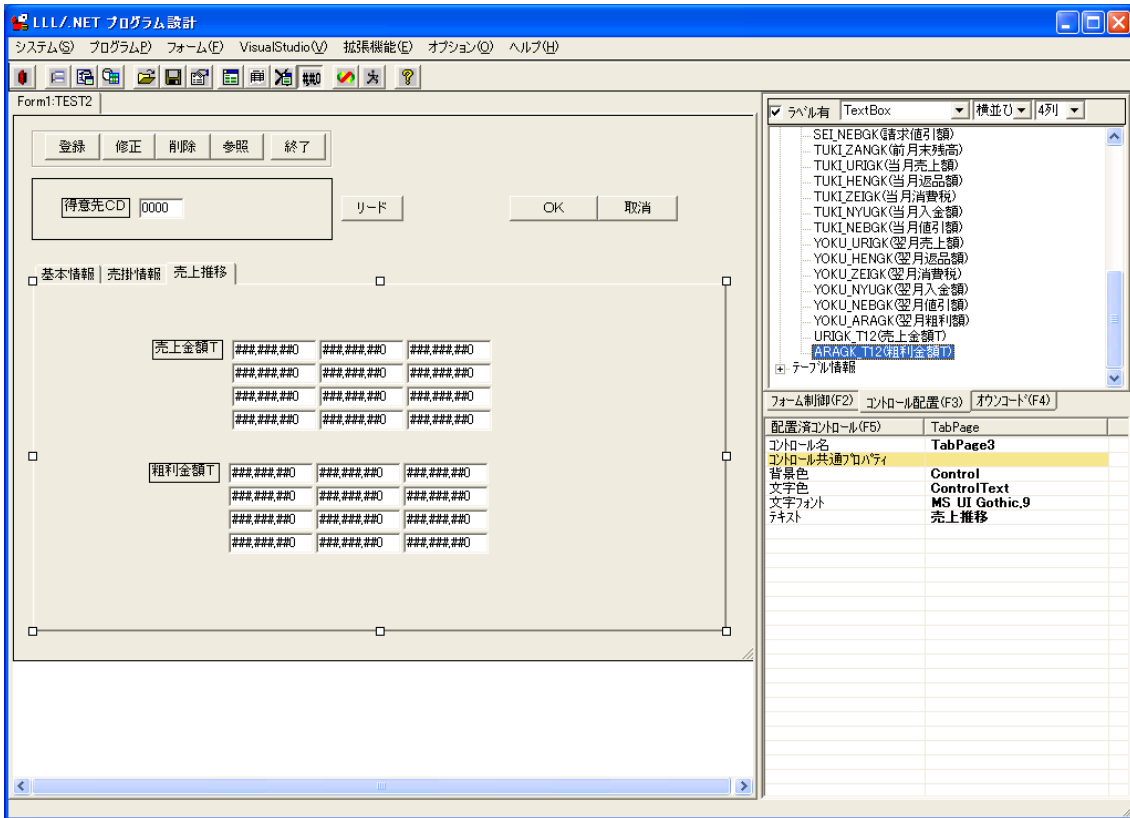 LLL/.NET プログラム設計
システム(S) プログラム(P) フォーム(F) VisualStudio(V) 拡張機能(E) オプション(O) ヘルプ(H)
##0
Form1:TEST2
登録 修正 削除 参照 終了
得意先CD 0000 リード OK 取消
基本情報 売掛情報 売上推移
売上金額T ###,###,##0 ###,###,##0 ###,###,##0
###,###,##0 ###,###,##0 ###,###,##0
###,###,##0 ###,###,##0 ###,###,##0
###,###,##0 ###,###,##0 ###,###,##0
粗利金額T ###,###,##0 ###,###,##0 ###,###,##0
###,###,##0 ###,###,##0 ###,###,##0
###,###,##0 ###,###,##0 ###,###,##0
###,###,##0 ###,###,##0 ###,###,##0
ラベル有 TextBox 横並び 4列
SEI_NEBGK(請求値引額)
TUKI_ZANGK(前月末残高)
TUKI_URIGK(当月売上額)
TUKI_HENGK(当月返品額)
TUKI_ZEIGK(当月消費税)
TUKI_NYUGK(当月入金額)
TUKI_NEBGK(当月値引額)
YOKU_URIGK(翌月売上額)
YOKU_HENGK(翌月返品額)
YOKU_ZEIGK(翌月消費税)
YOKU_NYUGK(翌月入金額)
YOKU_NEBGK(翌月値引額)
YOKU_ARAGK(翌月粗利額)
URIGK_T12(売上金額T)
ARAGK_T12(粗利金額T)
テーブル情報
フォーム制御(F2) コントロール配置(F3) オウンコード(F4)
配置済コントロール(F5) TabPage
コントロール名 TabPage3
コントロール共通プロパティ
背景色 Control
文字色 ControlText
文字フォント MS UI Gothic,9
テキスト 売上推移